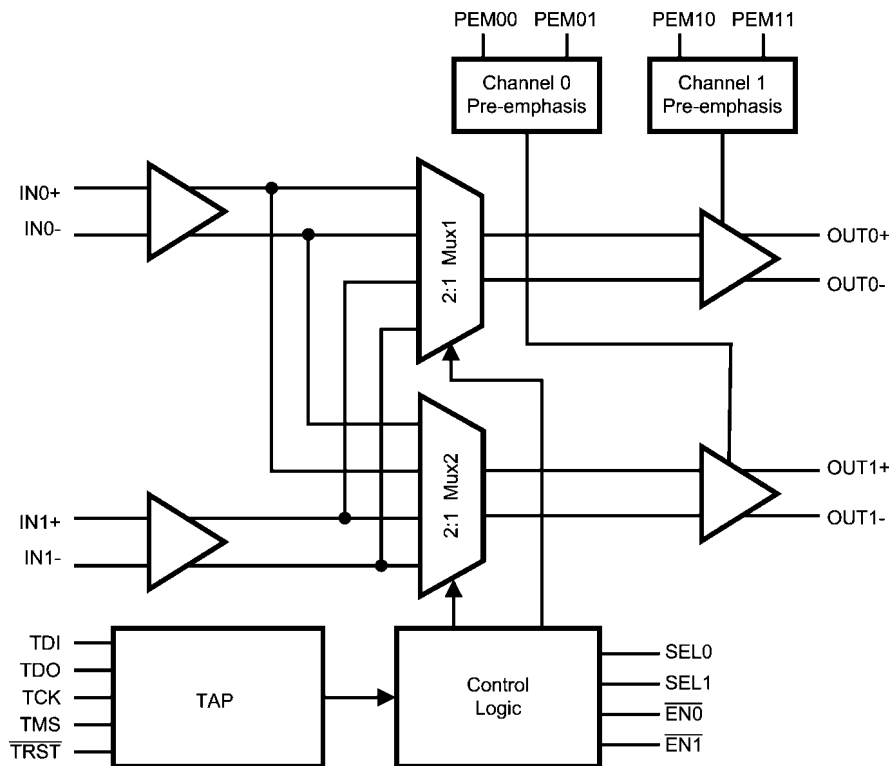 PEM00 PEM01 PEM10 PEM11
Channel 0
Pre-emphasis
Channel 1
Pre-emphasis
IN0+
IN0-
2:1 Mux1
OUT0+
OUT0-
IN1+
IN1-
2:1 Mux2
OUT1+
OUT1-
TDI
TDO
TCK
TMS
TRST
TAP
Control
Logic
SEL0
SEL1
EN0
EN1